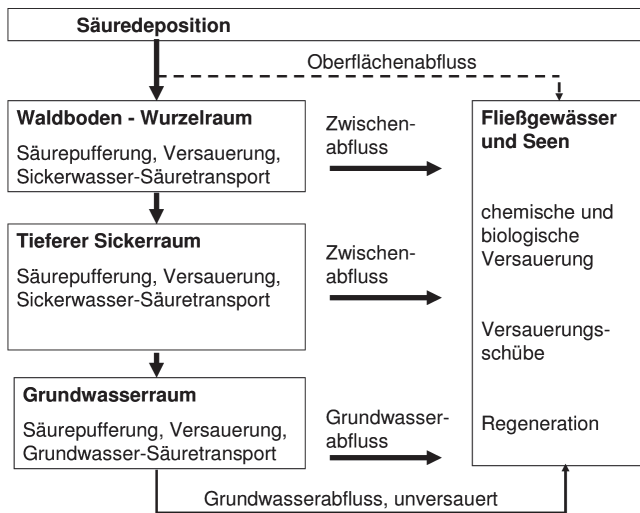 Säuredeposition
Oberflächenabfluss
Waldboden - Wurzelraum
Säurepufferung, Versauerung,
Sickerwasser-Säuretransport
Zwischen-
abfluss
Tieferer Sickerraum
Säurepufferung, Versauerung,
Sickerwasser-Säuretransport
Zwischen-
abfluss
Grundwasserraum
Säurepufferung, Versauerung,
Grundwasser-Säuretransport
Grundwasser-
abfluss
Grundwasserabfluss, unversauert
Fließgewässer
und Seen
chemische und
biologische
Versauerung
Versauerungs-
schübe
Regeneration